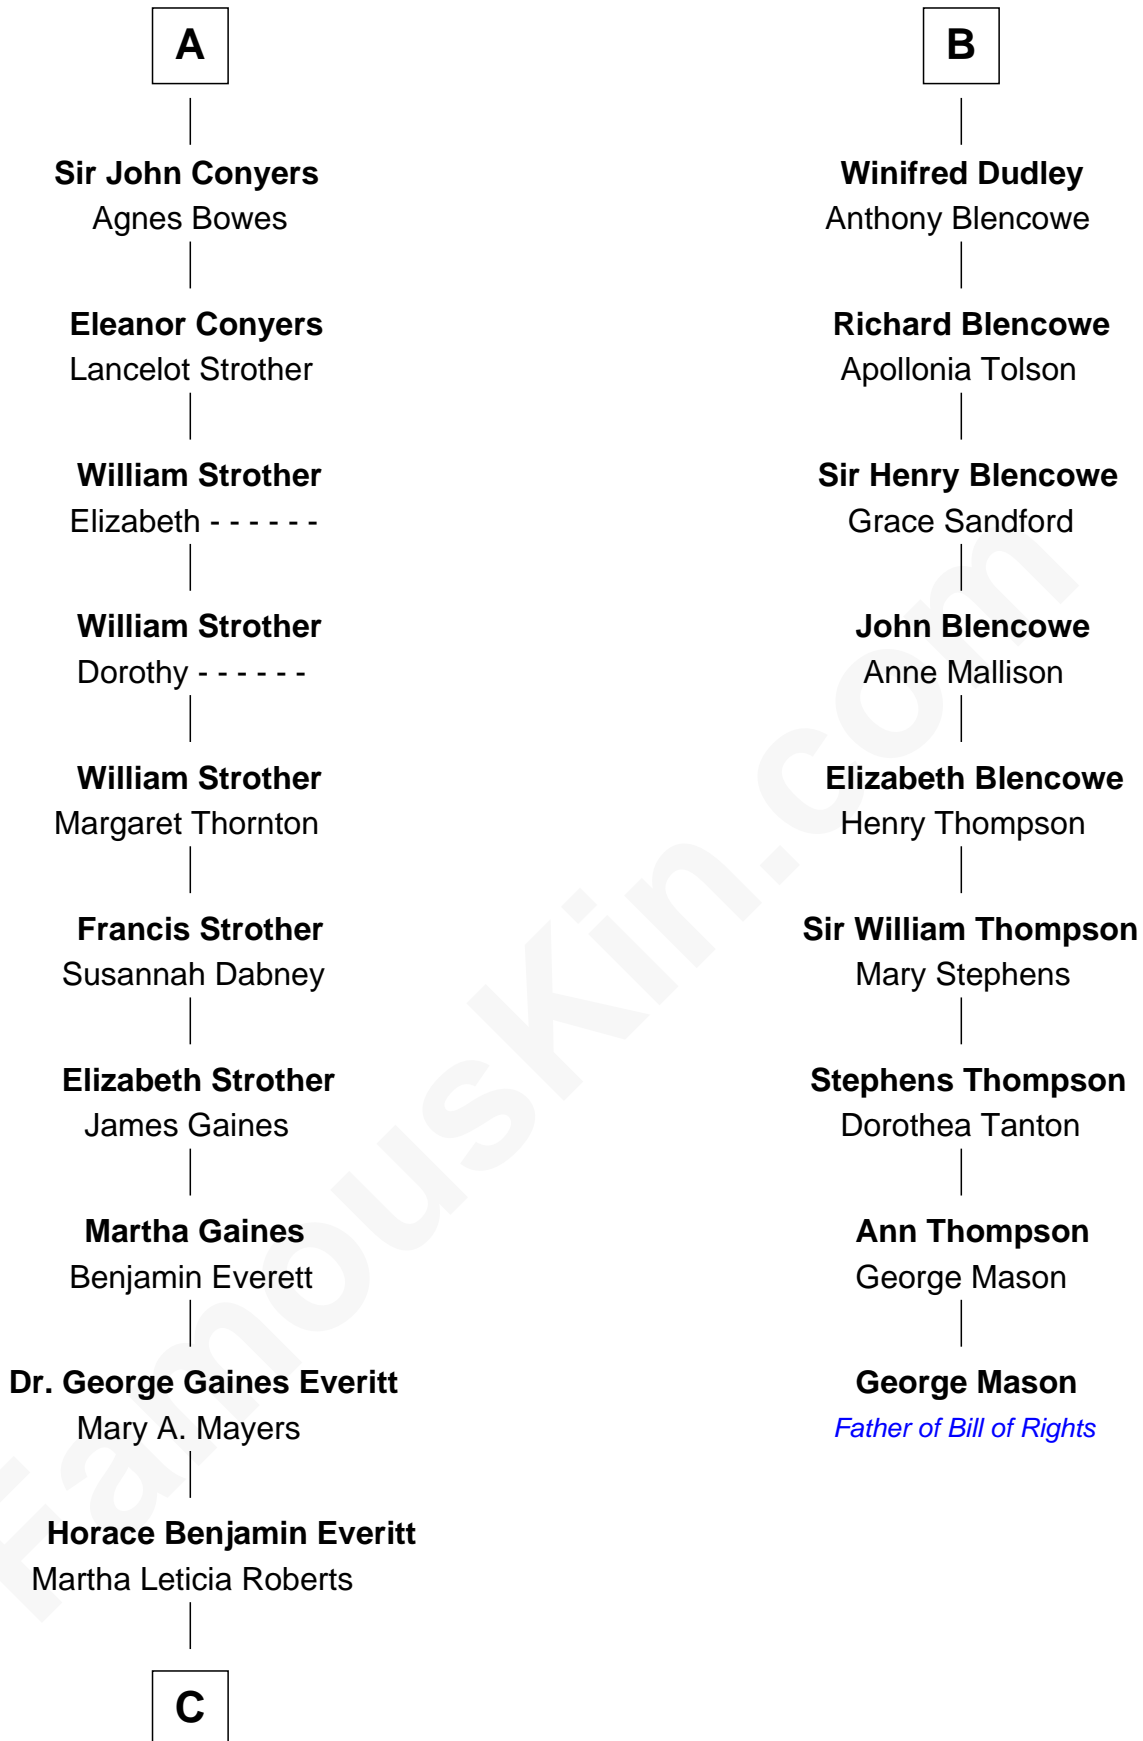 A
Sir John Conyers
Agnes Bowes
Eleanor Conyers
Lancelot Strother
William Strother
Elizabeth - - - - - -
William Strother
Dorothy - - - - - -
William Strother
Margaret Thornton
Francis Strother
Susannah Dabney
Elizabeth Strother
James Gaines
Martha Gaines
Benjamin Everett
Dr. George Gaines Everitt
Mary A. Mayers
Horace Benjamin Everitt
Martha Leticia Roberts
C
B
Winifred Dudley
Anthony Blencowe
Richard Blencowe
Apollonia Tolson
Sir Henry Blencowe
Grace Sandford
John Blencowe
Anne Mallison
Elizabeth Blencowe
Henry Thompson
Sir William Thompson
Mary Stephens
Stephens Thompson
Dorothea Tanton
Ann Thompson
George Mason
George Mason
Father of Bill of Rights
FamousKin.com